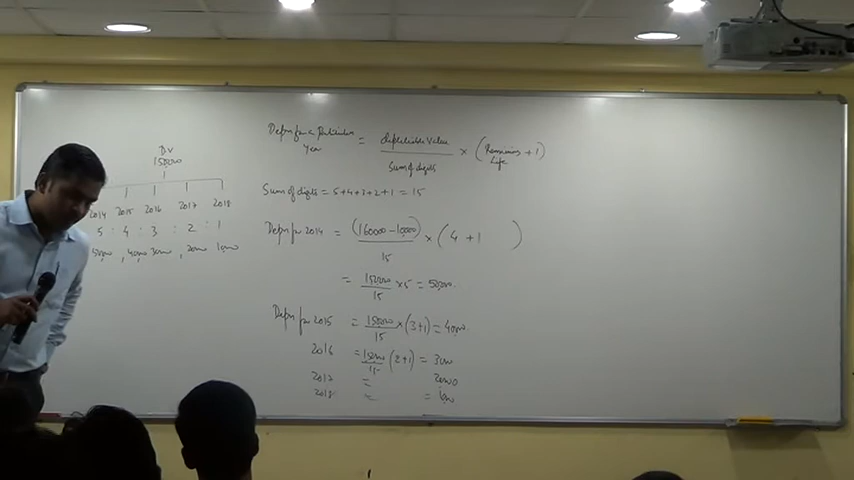 DV
150000
2014 2015 2016 2017 2018
5 : 4 : 3 : 2 : 1
Depn for a Particular Year = depreciable Value / Sum of digits × (Remaining Life + 1)
Sum of digits = 5+4+3+2+1 = 15
Depn for 2014 = (160000 - 10000) / 15 × (4 + 1)
= 150000 / 15 × 5 = 50000.
Depn for 2015 = 150000 / 15 × (3+1) = 40000.
2016 = 150000 / 15 (2+1) = 30000
2017 = 20000
2018 = = 10000